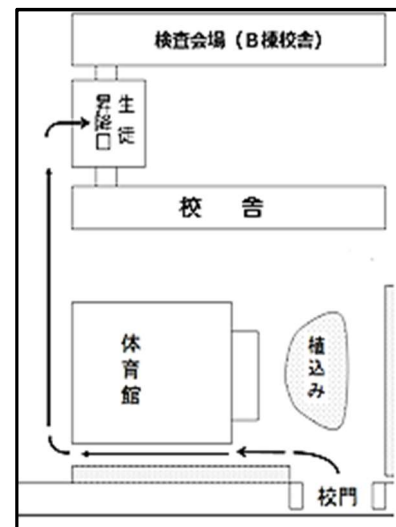 検査会場（B棟校舎）
生徒
昇降口
校 舎
体育館
植込み
校門